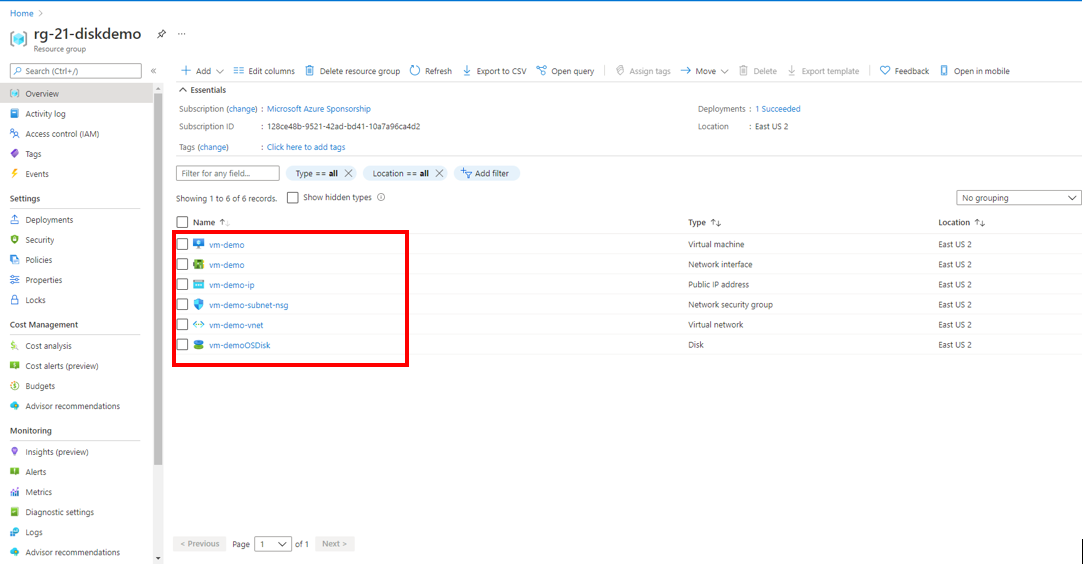 Home >
rg-21-diskdemo
Resource group
Search (Ctrl+/)
Overview
Activity log
Access control (IAM)
Tags
Events
Settings
Deployments
Security
Policies
Properties
Locks
Cost Management
Cost analysis
Cost alerts (preview)
Budgets
Advisor recommendations
Monitoring
Insights (preview)
Alerts
Metrics
Diagnostic settings
Logs
Advisor recommendations
Add Edit columns Delete resource group Refresh Export to CSV Open query Assign tags Move Delete Export template Feedback Open in mobile
Essentials
Subscription (change) : Microsoft Azure Sponsorship Deployments : 1 Succeeded
Subscription ID : 128ce48b-9521-42ad-bd41-10a7a96ca4d2 Location : East US 2
Tags (change) : Click here to add tags
Filter for any field... Type == all Location == all Add filter
Showing 1 to 6 of 6 records. Show hidden types No grouping
Name Type Location
vm-demo Virtual machine East US 2
vm-demo Network interface East US 2
vm-demo-ip Public IP address East US 2
vm-demo-subnet-nsg Network security group East US 2
vm-demo-vnet Virtual network East US 2
vm-demoOSDisk Disk East US 2
< Previous Page 1 of 1 Next >